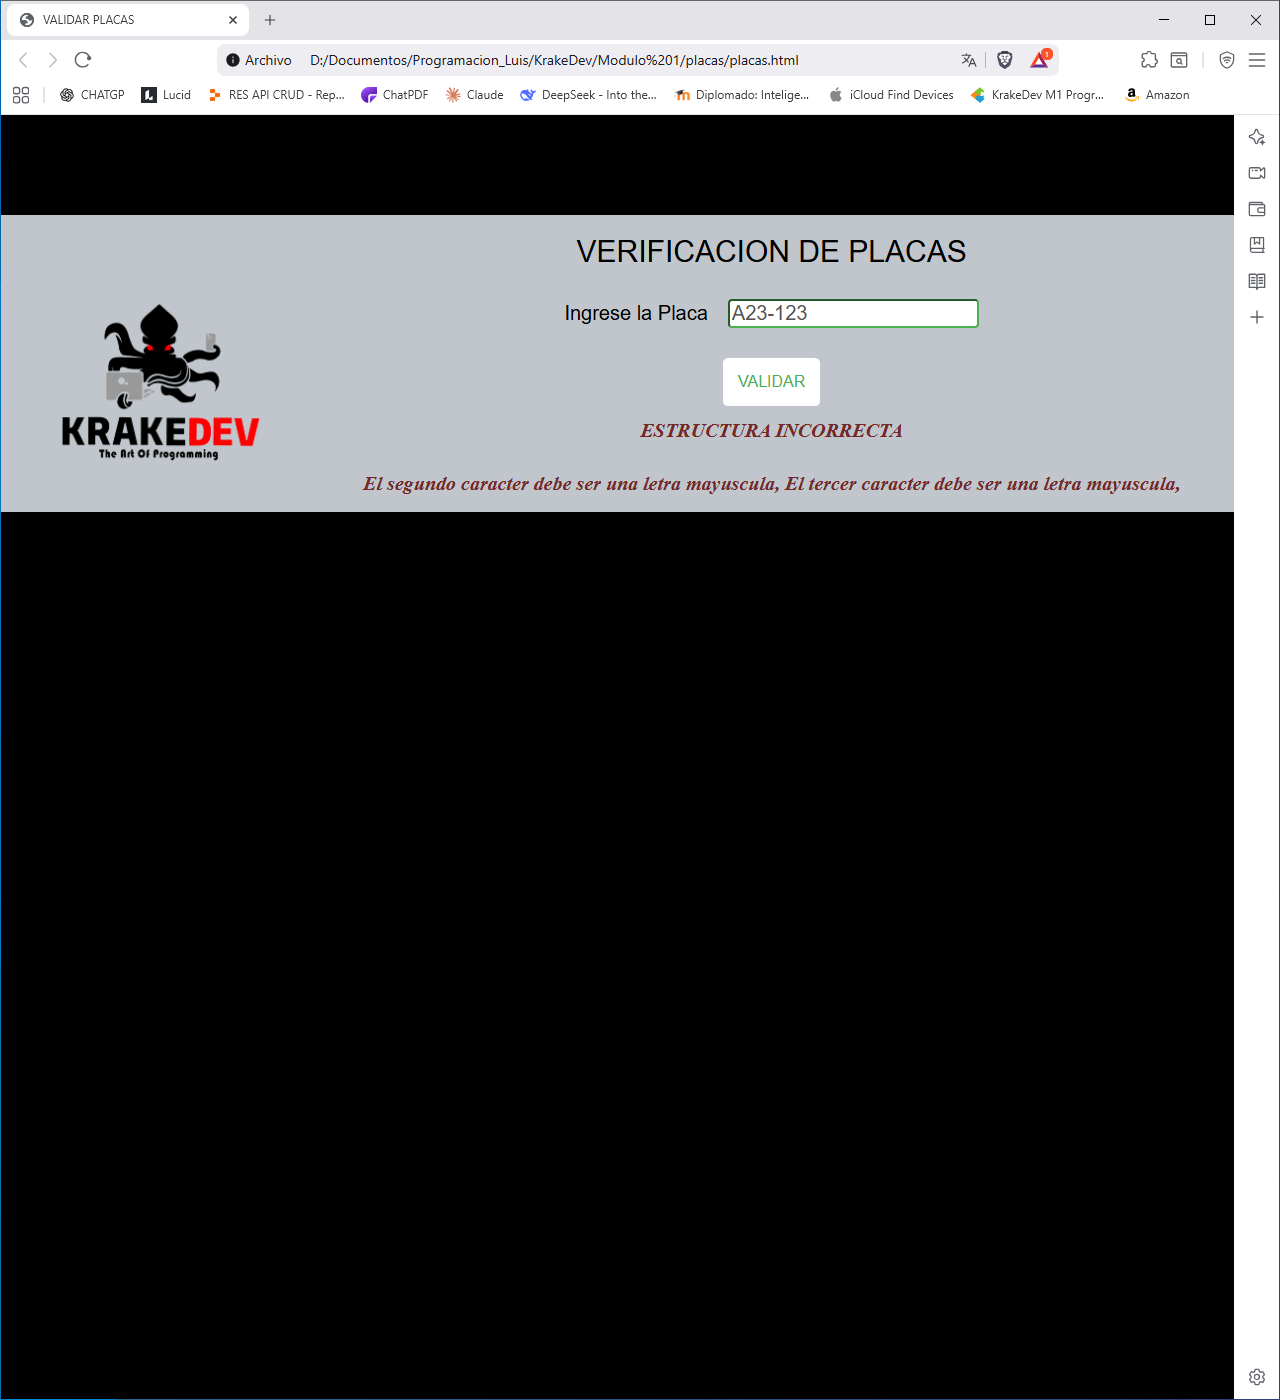 VALIDAR PLACAS
Archivo D:/Documentos/Programacion_Luis/KrakeDev/Modulo%201/placas/placas.html
1
CHATGP Lucid RES API CRUD - Rep... ChatPDF Claude DeepSeek - Into the... Diplomado: Intelige... iCloud Find Devices KrakeDev M1 Progr... Amazon
VERIFICACION DE PLACAS
Ingrese la Placa A23-123
VALIDAR
ESTRUCTURA INCORRECTA
El segundo caracter debe ser una letra mayuscula, El tercer caracter debe ser una letra mayuscula,
KRAKEDEV
The Art Of Programming